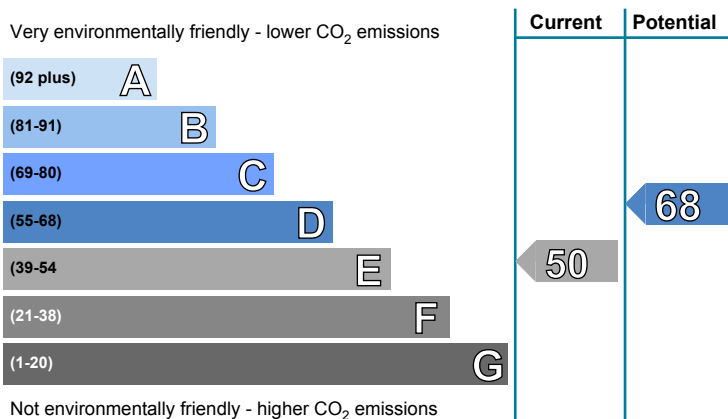 Current Potential
Very environmentally friendly - lower CO2 emissions
(92 plus) A
(81-91) B
(69-80) C
(55-68) D
68
(39-54 E
50
(21-38) F
(1-20) G
Not environmentally friendly - higher CO2 emissions